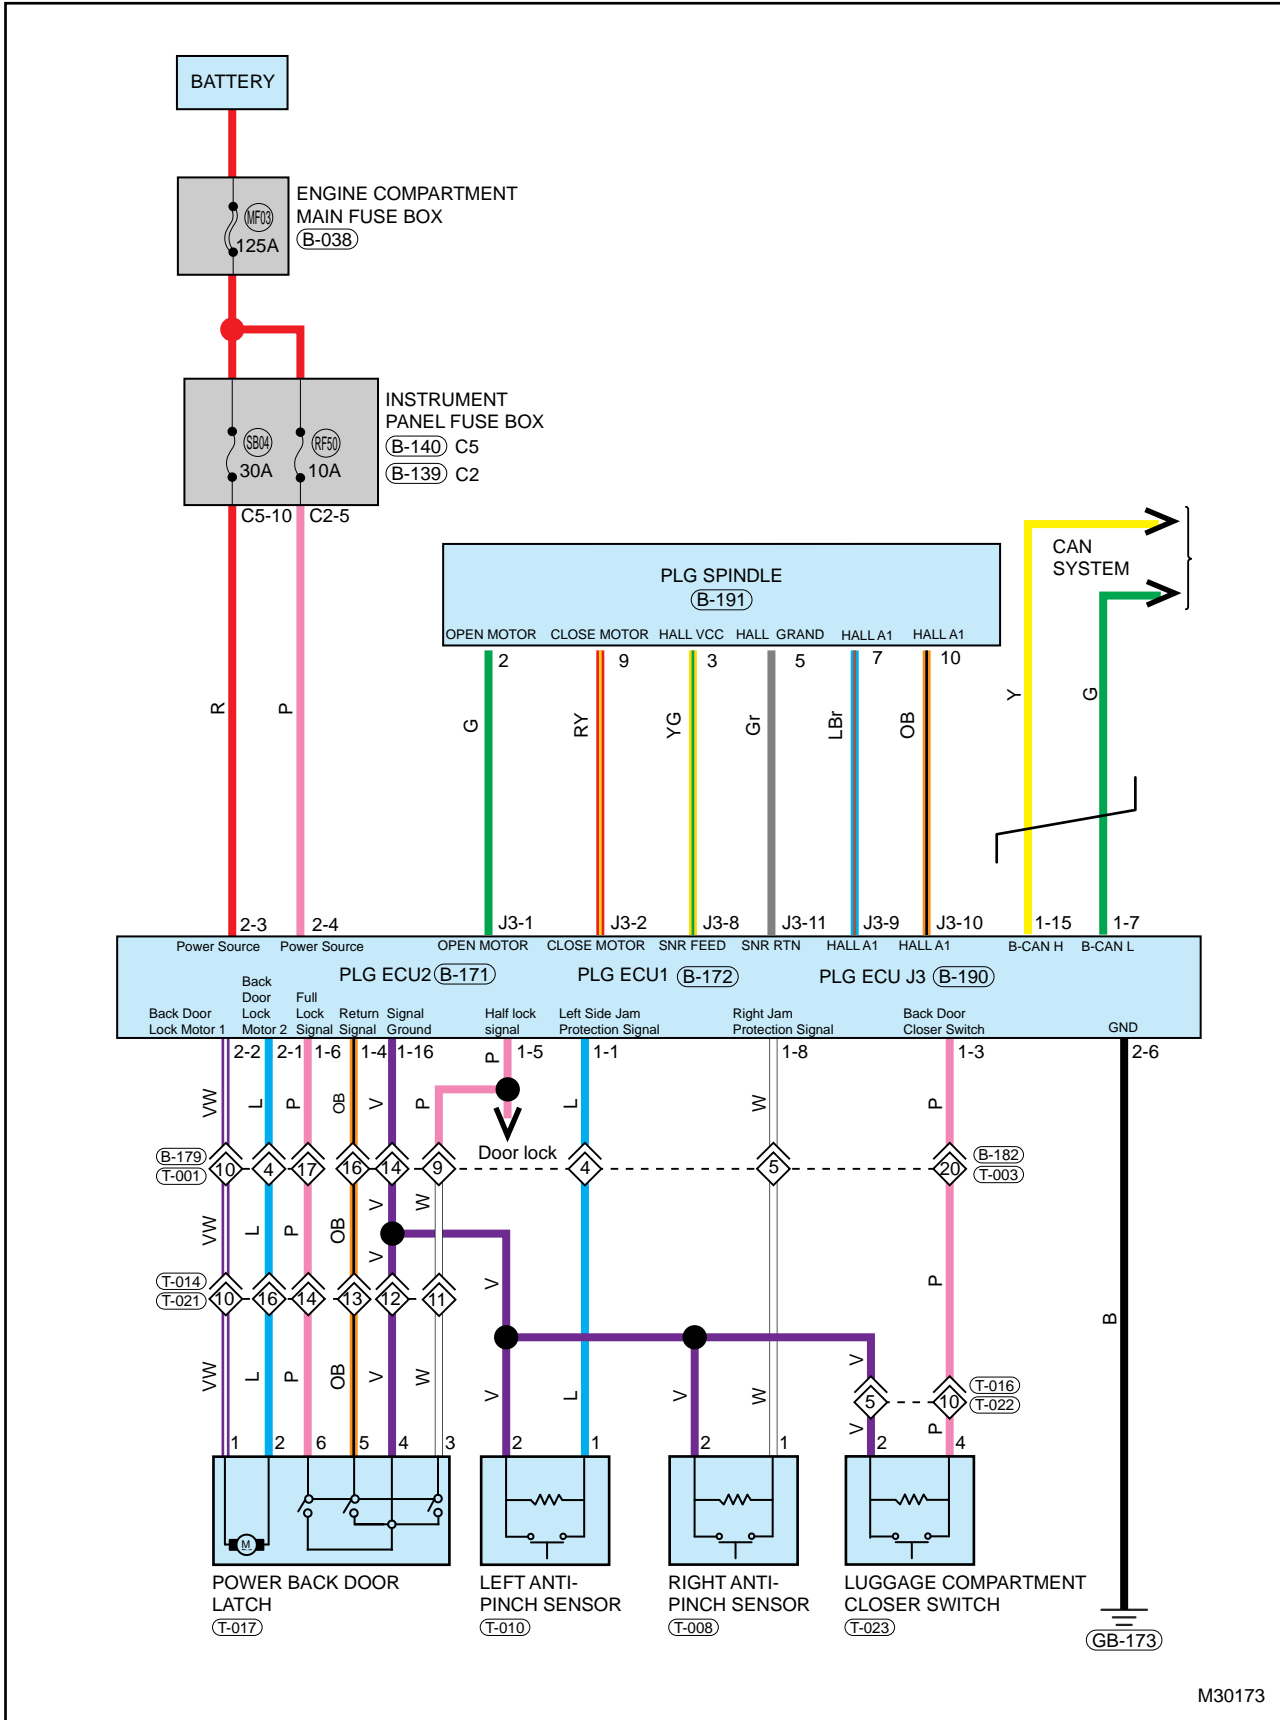 BATTERY
ENGINE COMPARTMENT
MAIN FUSE BOX
B-038
MF03
125A
INSTRUMENT
PANEL FUSE BOX
B-140 C5
B-139 C2
SB04
30A
RF50
10A
C5-10 C2-5
CAN
SYSTEM
PLG SPINDLE
B-191
OPEN MOTOR CLOSE MOTOR HALL VCC HALL GRAND HALL A1 HALL A1
2 9 3 5 7 10
R P G RY YG Gr LBr OB Y G
2-3 2-4 J3-1 J3-2 J3-8 J3-11 J3-9 J3-10 1-15 1-7
Power Source Power Source OPEN MOTOR CLOSE MOTOR SNR FEED SNR RTN HALL A1 HALL A1 B-CAN H B-CAN L
PLG ECU2 B-171 PLG ECU1 B-172 PLG ECU J3 B-190
Back Door
Lock Motor 1
Back
Door
Lock
Motor 2
Full
Lock
Signal
Return
Signal
Signal
Ground
Half lock
signal
Left Side Jam
Protection Signal
Right Jam
Protection Signal
Back Door
Closer Switch
GND
2-2 2-1 1-6 1-4 1-16 1-5 1-1 1-8 1-3 2-6
P
VW L P OB V P L W P
Door lock
B-179
T-001
10 4 17 16 14 9 4 5 20
B-182
T-003
VW L P OB V W
V
V P
B
T-014
T-021
10 16 14 13 12 11
VW L P OB V W V L V W V
5 10
T-016
T-022
V P
1 2 6 5 4 3 2 1 2 1 2 4
M
POWER BACK DOOR
LATCH
T-017
LEFT ANTI-
PINCH SENSOR
T-010
RIGHT ANTI-
PINCH SENSOR
T-008
LUGGAGE COMPARTMENT
CLOSER SWITCH
T-023
GB-173
M30173